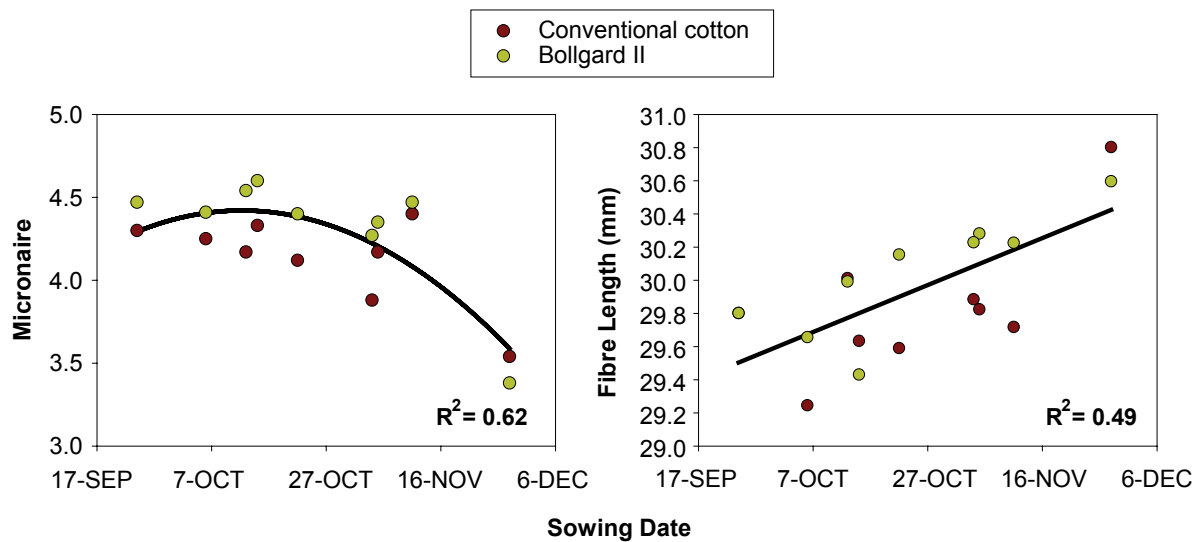 Conventional cotton
Bollgard II
Micronaire
5.0
4.5
4.0
3.5
3.0
R2= 0.62
17-SEP 7-OCT 27-OCT 16-NOV 6-DEC
Fibre Length (mm)
31.0
30.8
30.6
30.4
30.2
30.0
29.8
29.6
29.4
29.2
29.0
R2= 0.49
17-SEP 7-OCT 27-OCT 16-NOV 6-DEC
Sowing Date